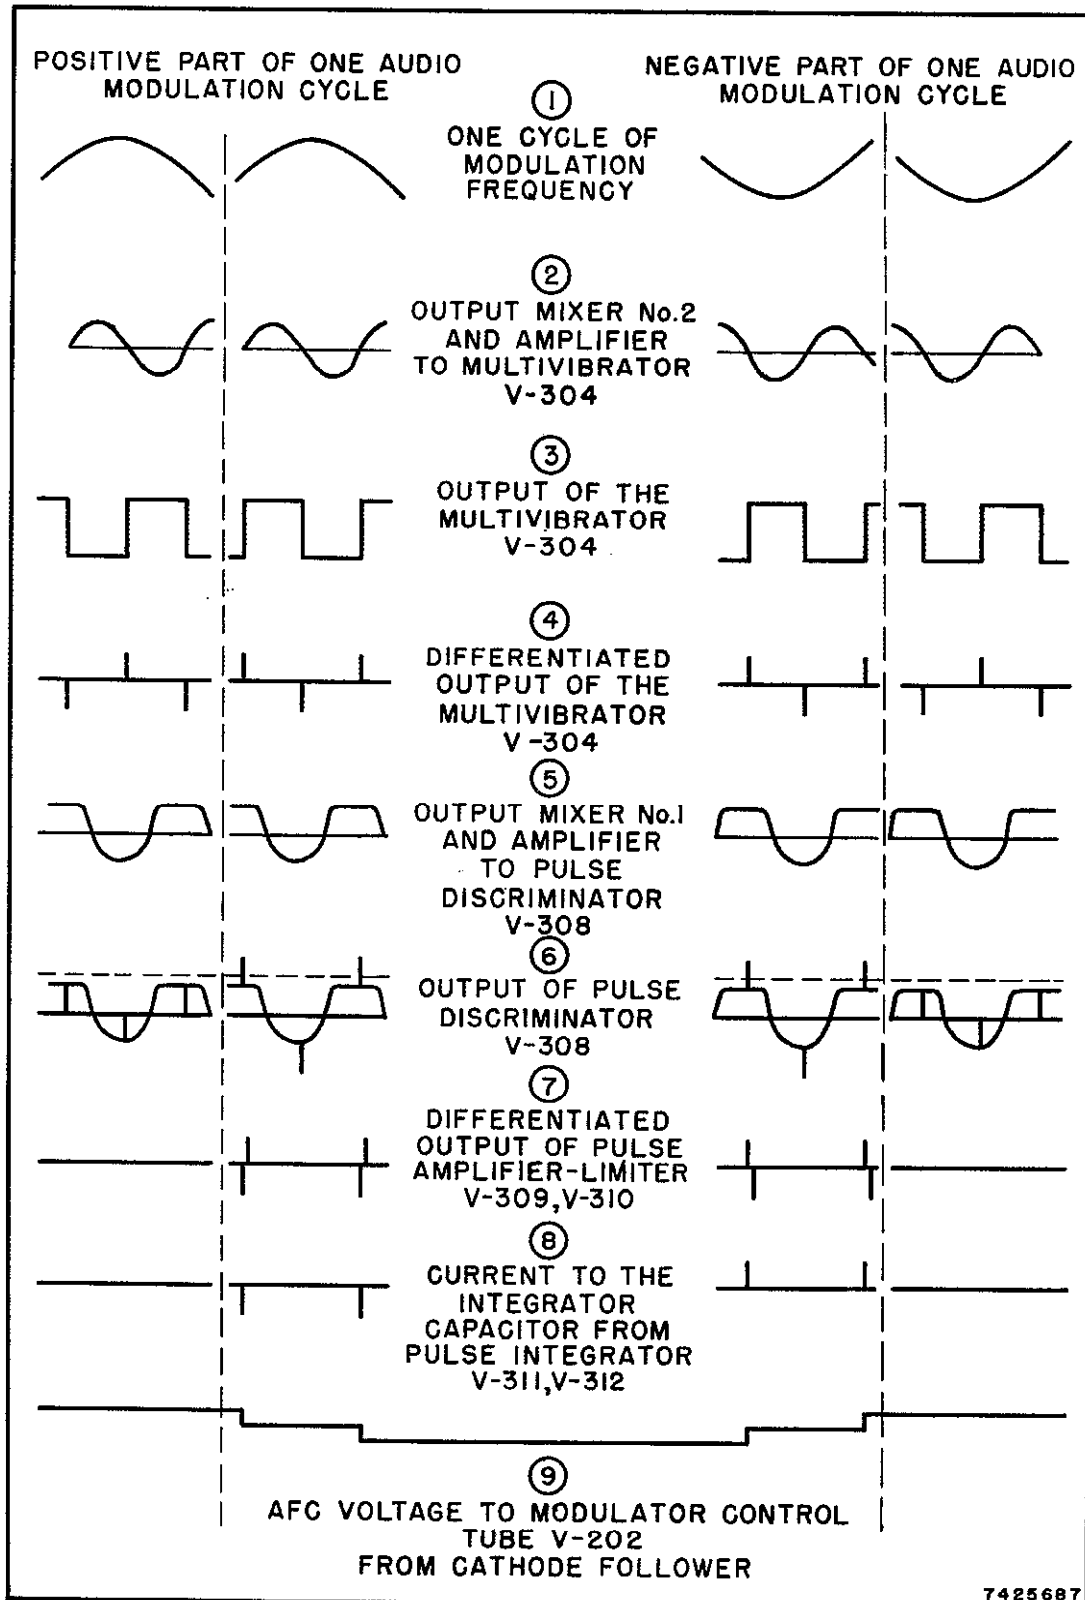 POSITIVE PART OF ONE AUDIO
MODULATION CYCLE
NEGATIVE PART OF ONE AUDIO
MODULATION CYCLE
1
ONE CYCLE OF
MODULATION
FREQUENCY
2
OUTPUT MIXER No.2
AND AMPLIFIER
TO MULTIVIBRATOR
V-304
3
OUTPUT OF THE
MULTIVIBRATOR
V-304
4
DIFFERENTIATED
OUTPUT OF THE
MULTIVIBRATOR
V-304
5
OUTPUT MIXER No.1
AND AMPLIFIER
TO PULSE
DISCRIMINATOR
V-308
6
OUTPUT OF PULSE
DISCRIMINATOR
V-308
7
DIFFERENTIATED
OUTPUT OF PULSE
AMPLIFIER-LIMITER
V-309,V-310
8
CURRENT TO THE
INTEGRATOR
CAPACITOR FROM
PULSE INTEGRATOR
V-311,V-312
9
AFC VOLTAGE TO MODULATOR CONTROL
TUBE V-202
FROM CATHODE FOLLOWER
7425687